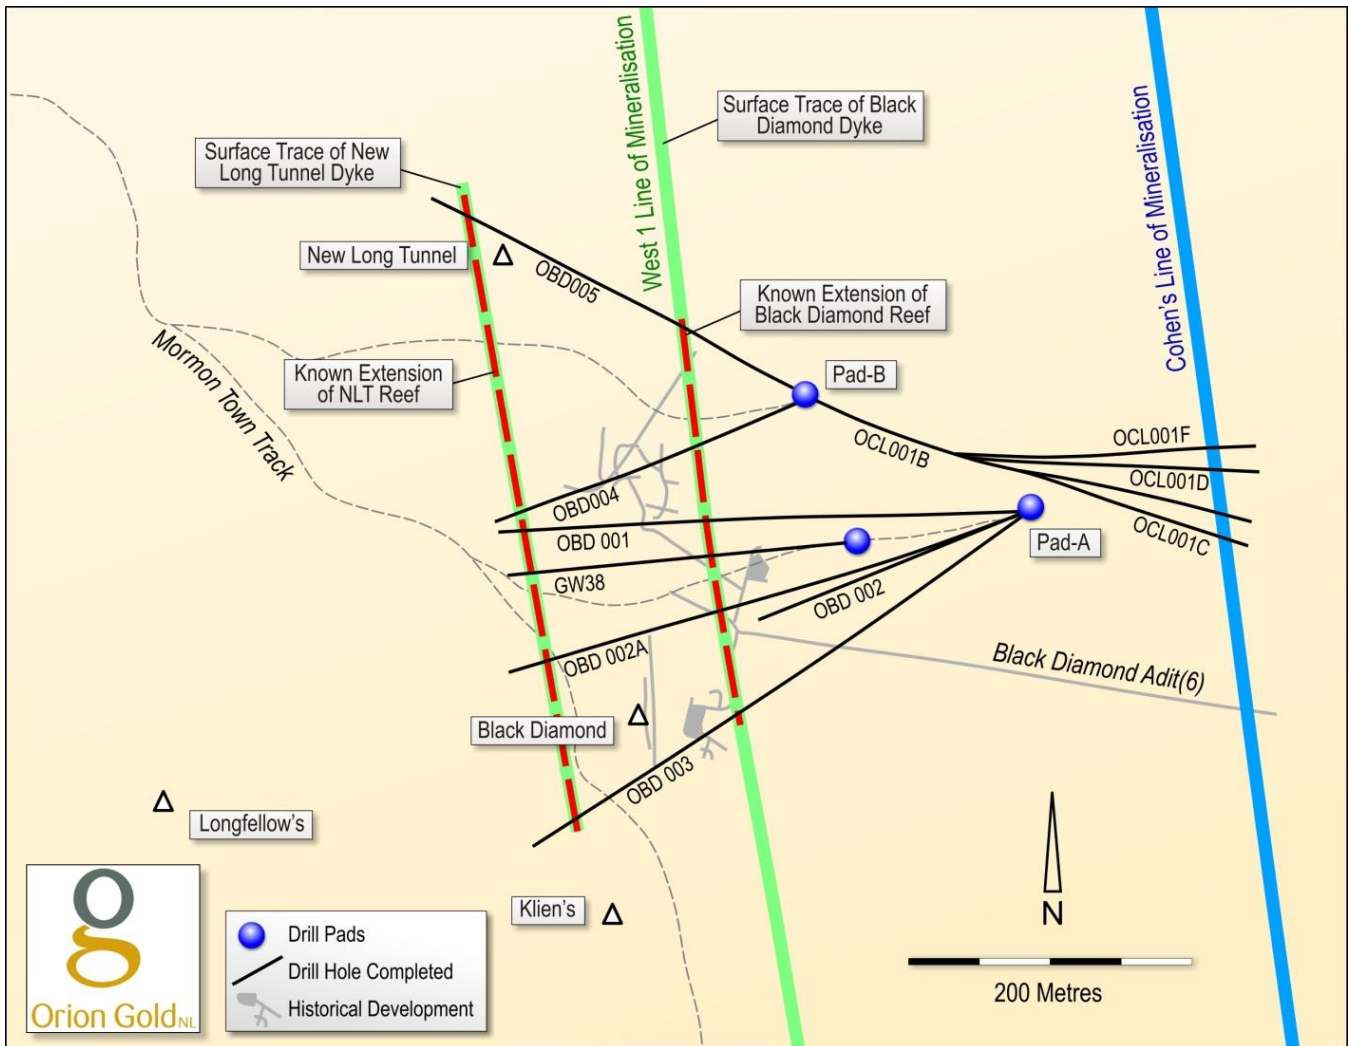 West 1 Line of Mineralisation
Surface Trace of Black
Diamond Dyke
Cohen's Line of Mineralisation
Surface Trace of New
Long Tunnel Dyke
New Long Tunnel
OBD005
Known Extension of
Black Diamond Reef
Mormon Town Track
Known Extension
of NLT Reef
Pad-B
OCL001B
OCL001F
OCL001D
OCL001C
OBD004
OBD 001
Pad-A
GW38
OBD 002
OBD 002A
Black Diamond Adit(6)
Black Diamond
OBD 003
Longfellow's
Klien's
Orion Gold NL
Drill Pads
Drill Hole Completed
Historical Development
N
200 Metres